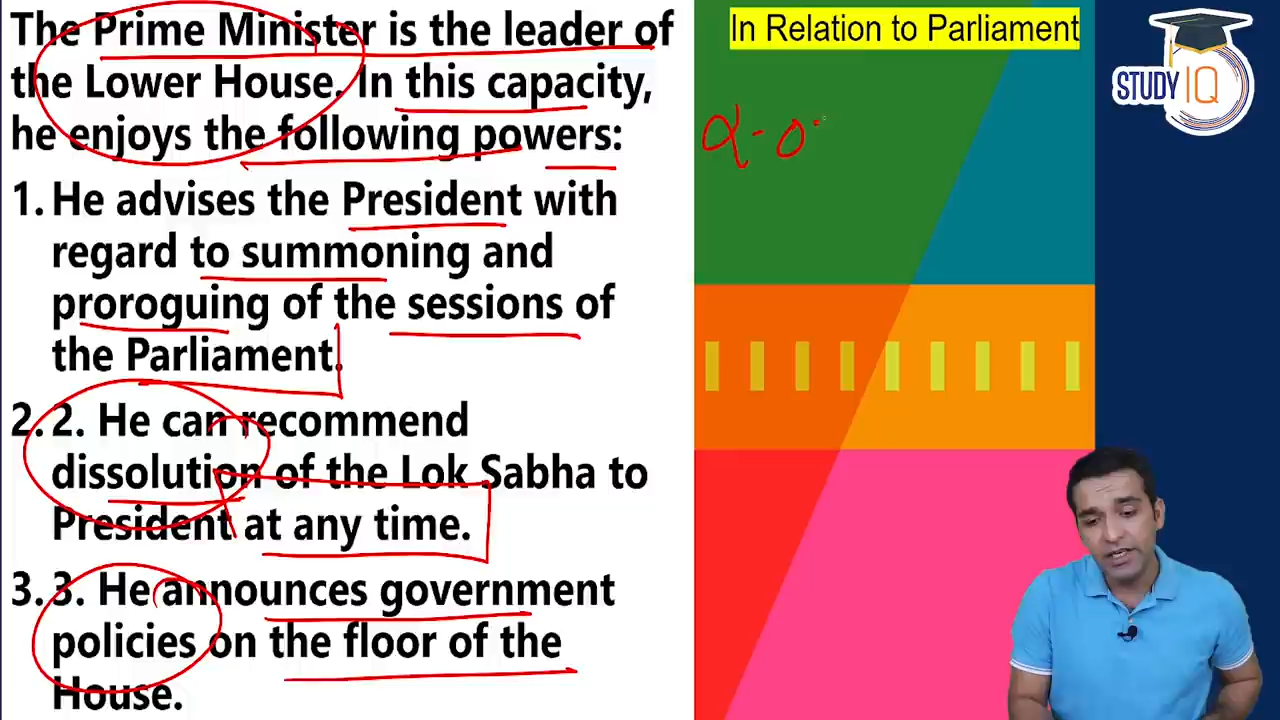 The Prime Minister is the leader of
the Lower House. In this capacity,
he enjoys the following powers:
1. He advises the President with
regard to summoning and
proroguing of the sessions of
the Parliament.
2. 2. He can recommend
dissolution of the Lok Sabha to
President at any time.
3. 3. He announces government
policies on the floor of the
House.
In Relation to Parliament
STUDY IQ